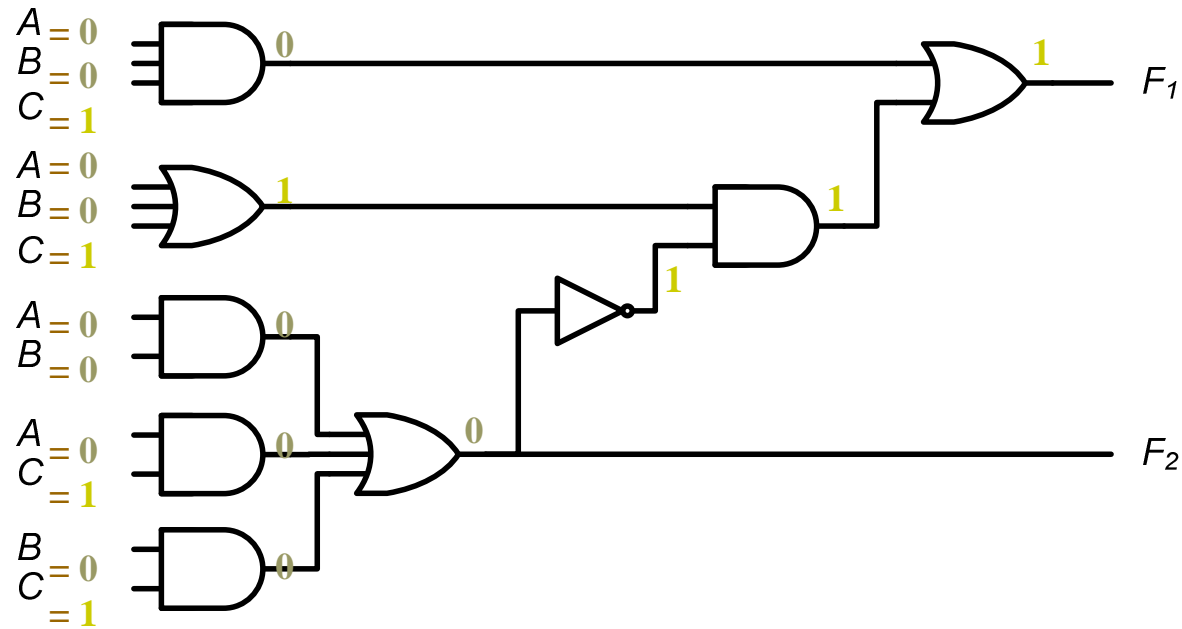 A = 0
0
1
B = 0
F1
C = 1
A = 0
B = 0
1
1
C = 1
1
A = 0
0
B = 0
A = 0
0
0
F2
C = 1
B = 0
0
C = 1